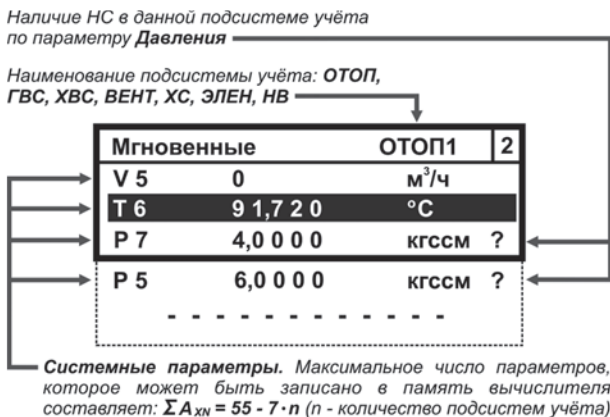 Наличие НС в данной подсистеме учёта
по параметру Давления
Наименование подсистемы учёта: ОТОП,
ГВС, ХВС, ВЕНТ, ХС, ЭЛЕН, НВ
Мгновенные ОТОП1 2
V 5 0 м³/ч
T 6 9 1,7 2 0 °C
P 7 4,0 0 0 0 кгссм ?
P 5 6,0 0 0 0 кгссм ?
- - - - - - - - - - - - -
Системные параметры. Максимальное число параметров,
которое может быть записано в память вычислителя
составляет: ΣA_XN = 55 - 7·n (n - количество подсистем учёта)